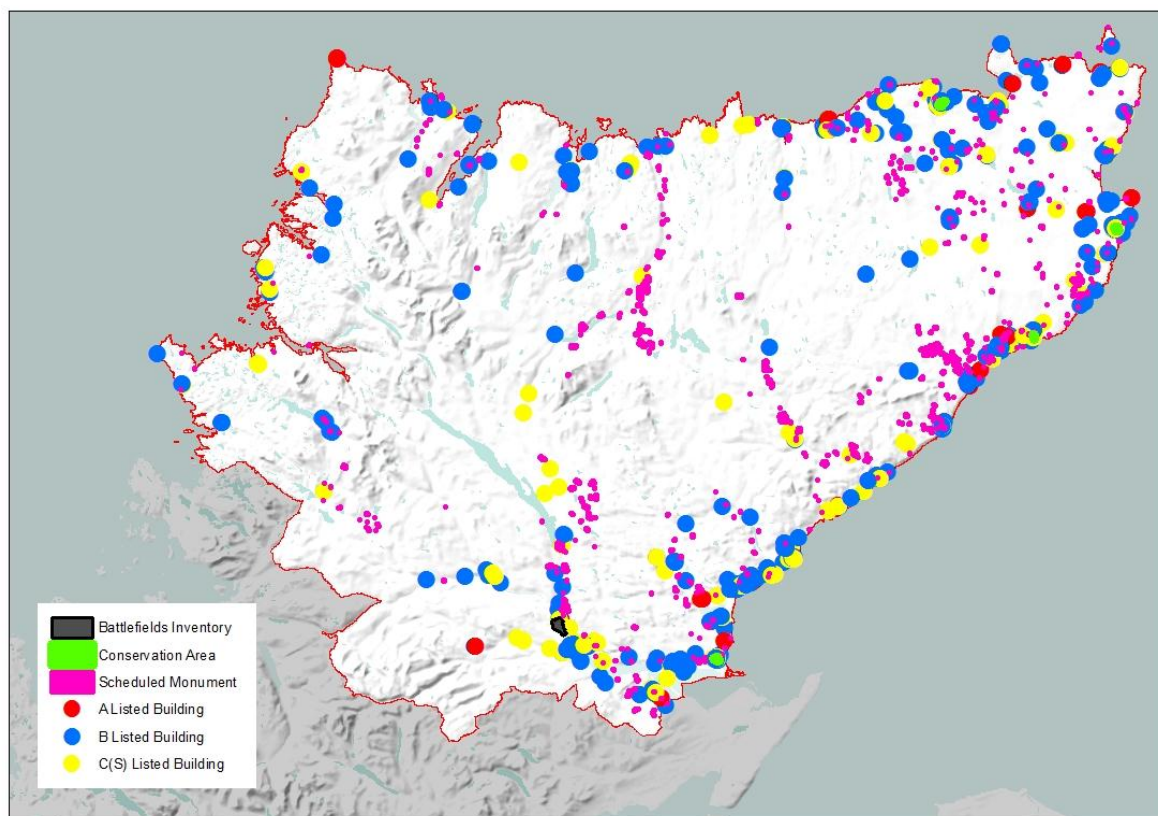 Battlefields Inventory
Conservation Area
Scheduled Monument
A Listed Building
B Listed Building
C(S) Listed Building